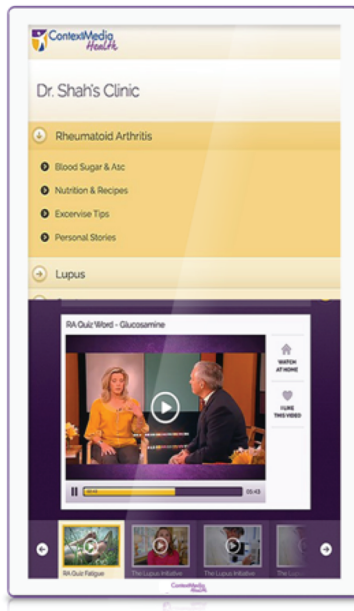 ContextMedia
Health
Dr. Shah's Clinic
Rheumatoid Arthritis
Blood Sugar & A1c
Nutrition & Recipes
Excervise Tips
Personal Stories
Lupus
RA Quiz Word - Glucosamine
WATCH
AT HOME
I LIKE
THIS VIDEO
05:43
RA Quiz Fatigue
The Lupus Initiative
The Lupus Initiative
The Lup
ContextMedia
Health